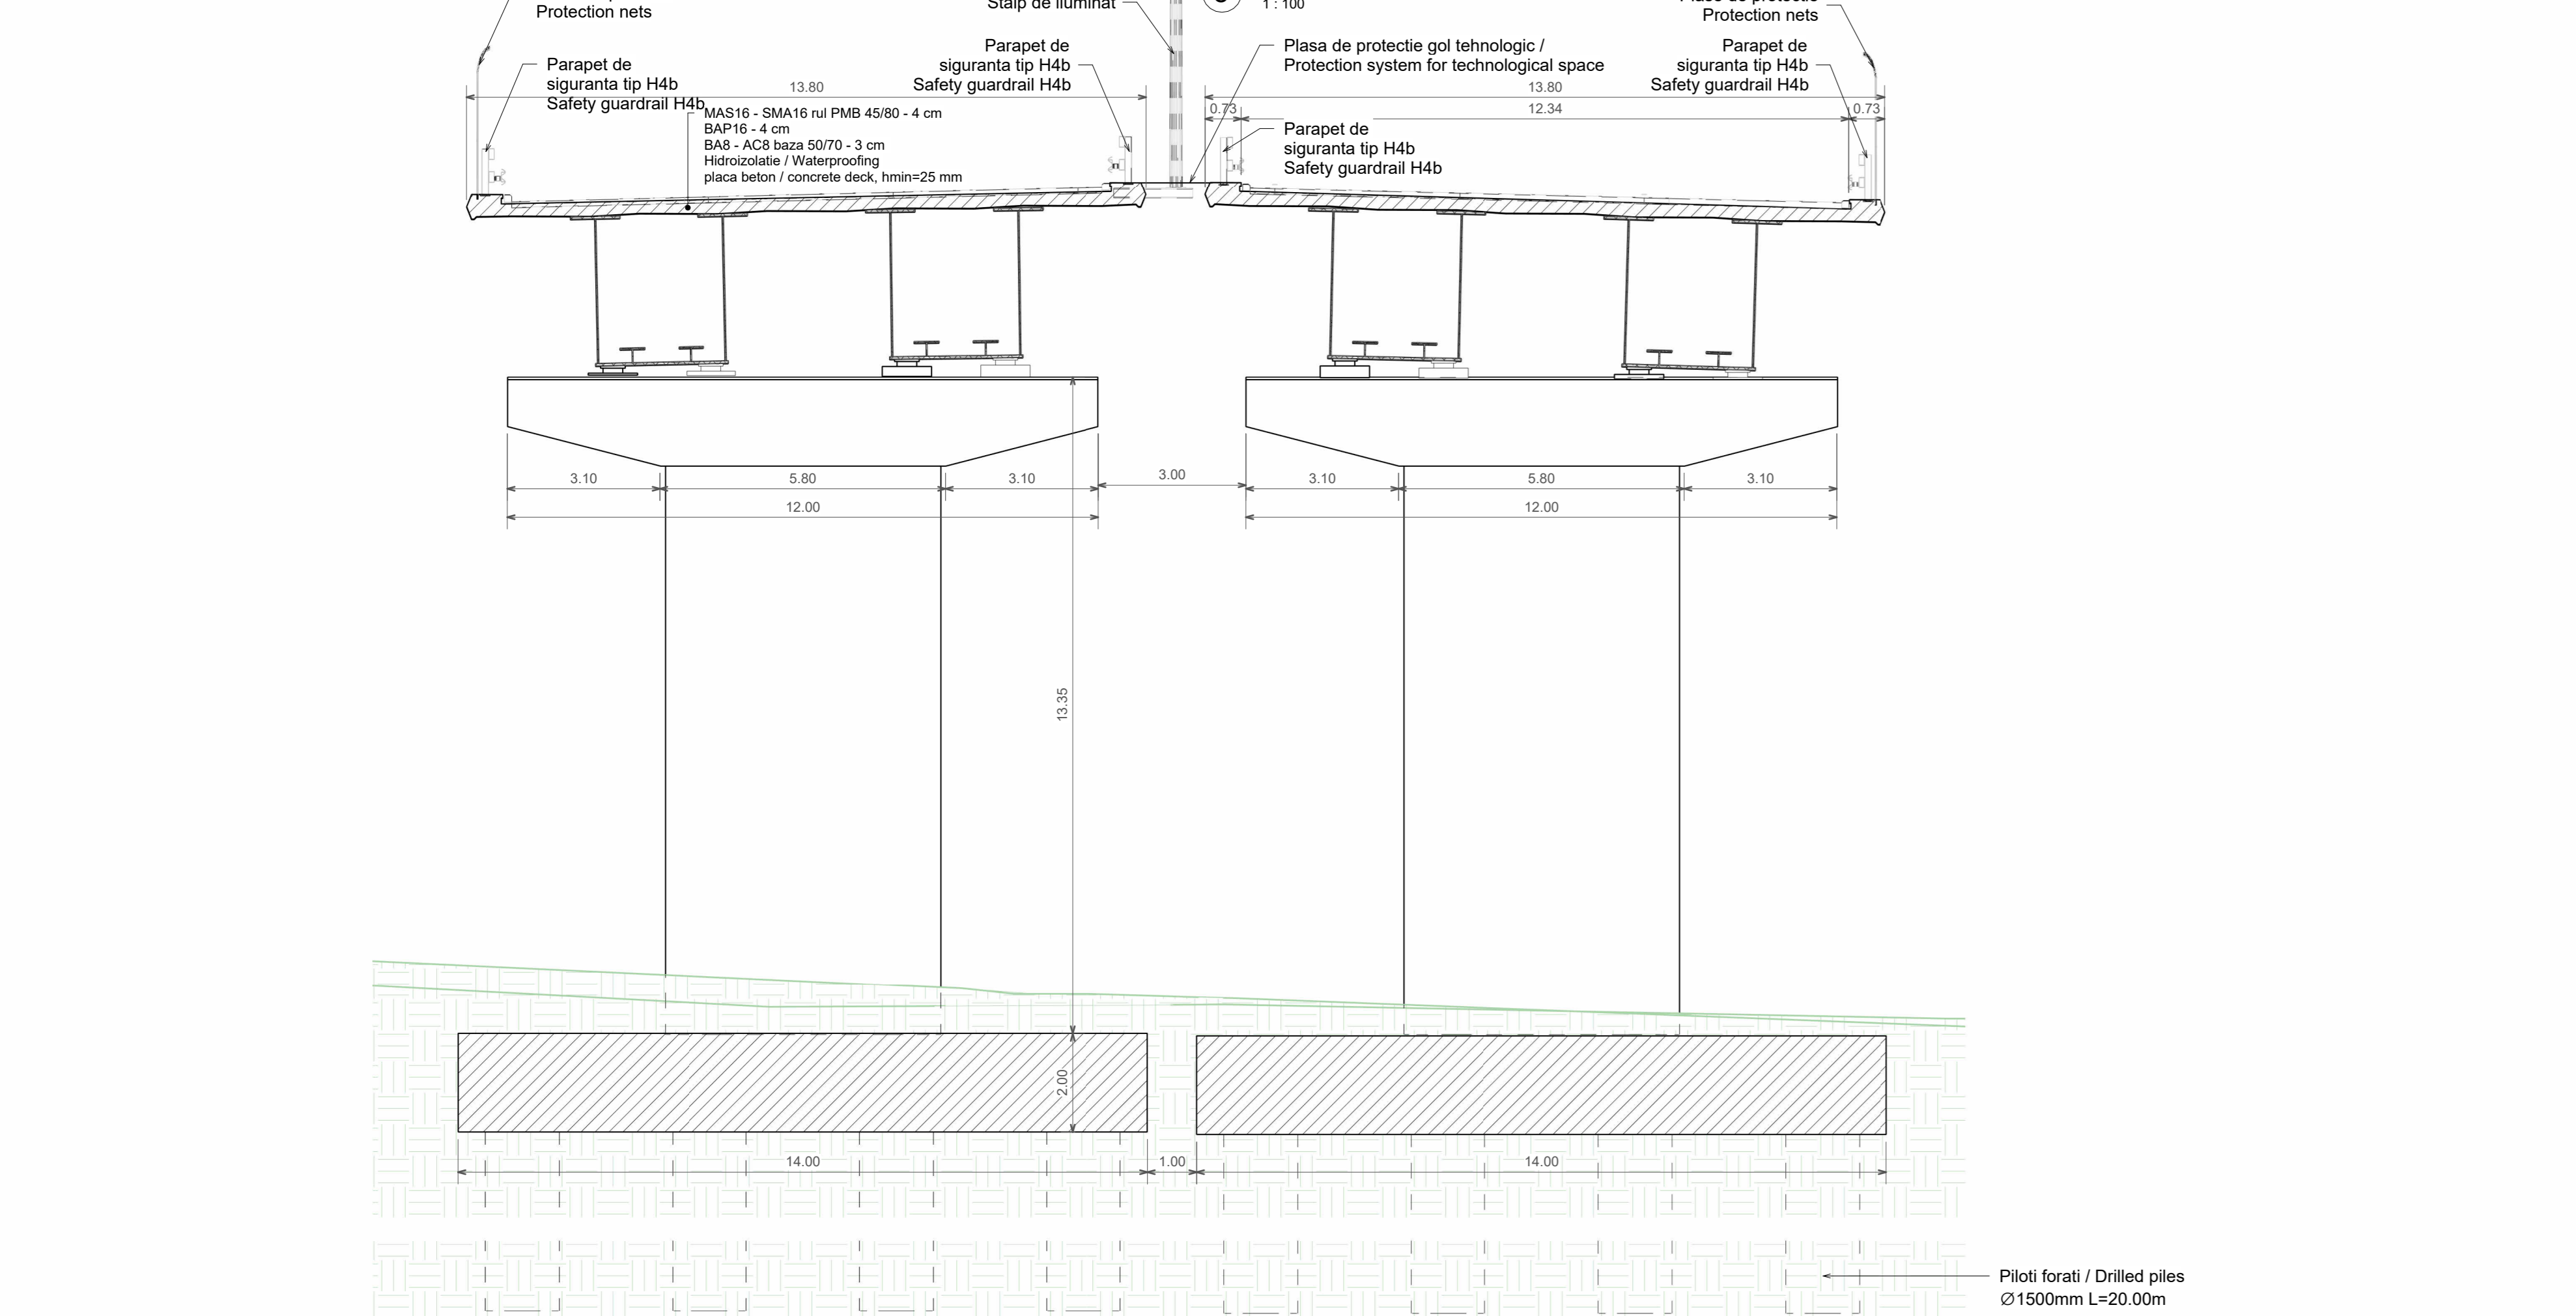 Protection nets
Stalp de iluminat
1 : 100
Protection nets
Parapet de
siguranta tip H4b
Safety guardrail H4b
Parapet de
siguranta tip H4b
Safety guardrail H4b
Plasa de protectie gol tehnologic /
Protection system for technological space
Parapet de
siguranta tip H4b
Safety guardrail H4b
13.80
13.80
0.73
12.34
0.73
MAS16 - SMA16 rul PMB 45/80 - 4 cm
BAP16 - 4 cm
BA8 - AC8 baza 50/70 - 3 cm
Hidroizolatie / Waterproofing
placa beton / concrete deck, hmin=25 mm
Parapet de
siguranta tip H4b
Safety guardrail H4b
3.10
5.80
3.10
3.00
3.10
5.80
3.10
12.00
12.00
13.35
2.00
14.00
1.00
14.00
Piloti forati / Drilled piles
Ø1500mm L=20.00m